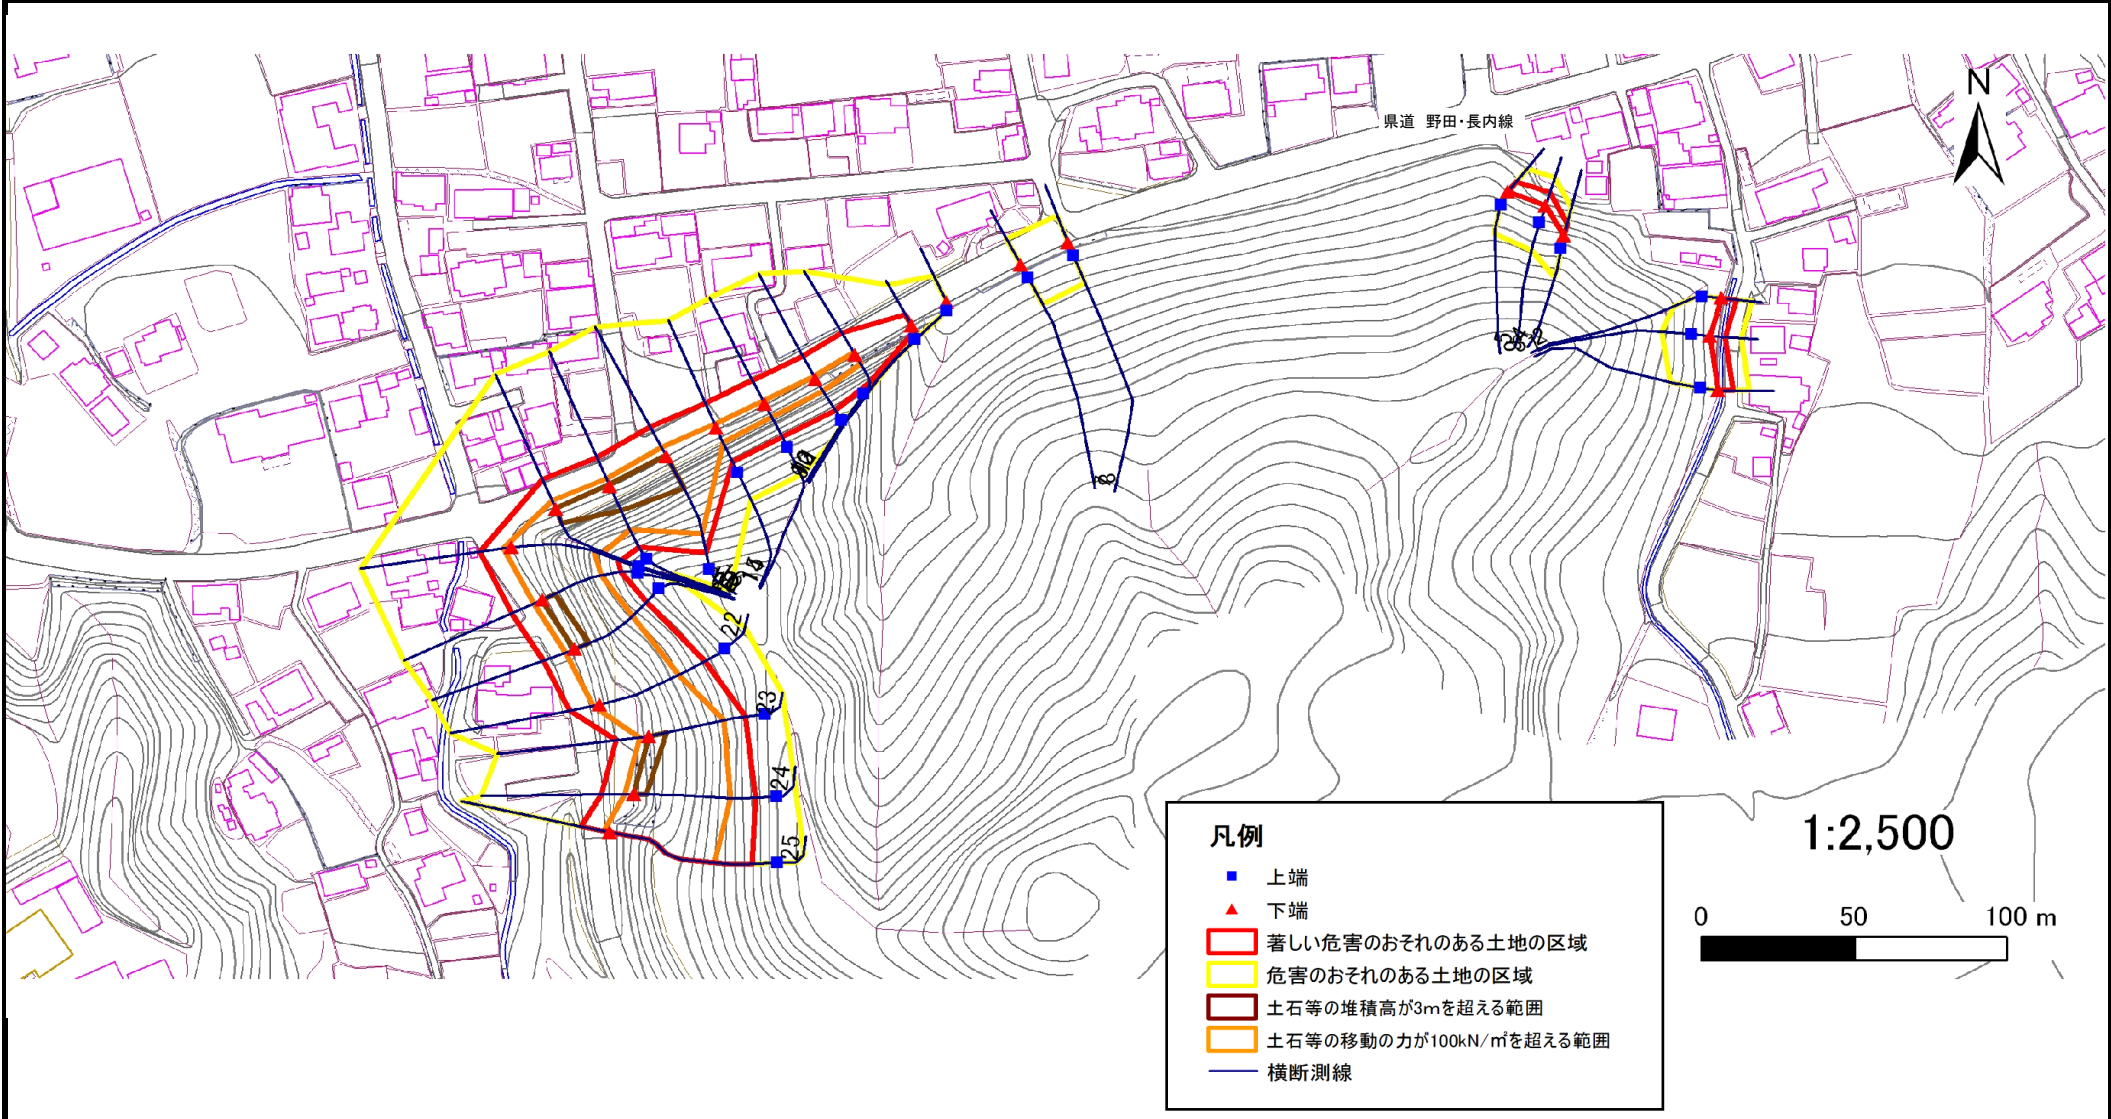 県道 野田・長内線
N
8
22
23
24
25
1:2,500
0 50 100 m
凡例
上端
下端
著しい危害のおそれのある土地の区域
危害のおそれのある土地の区域
土石等の堆積高が3mを超える範囲
土石等の移動の力が100kN/㎡を超える範囲
横断測線